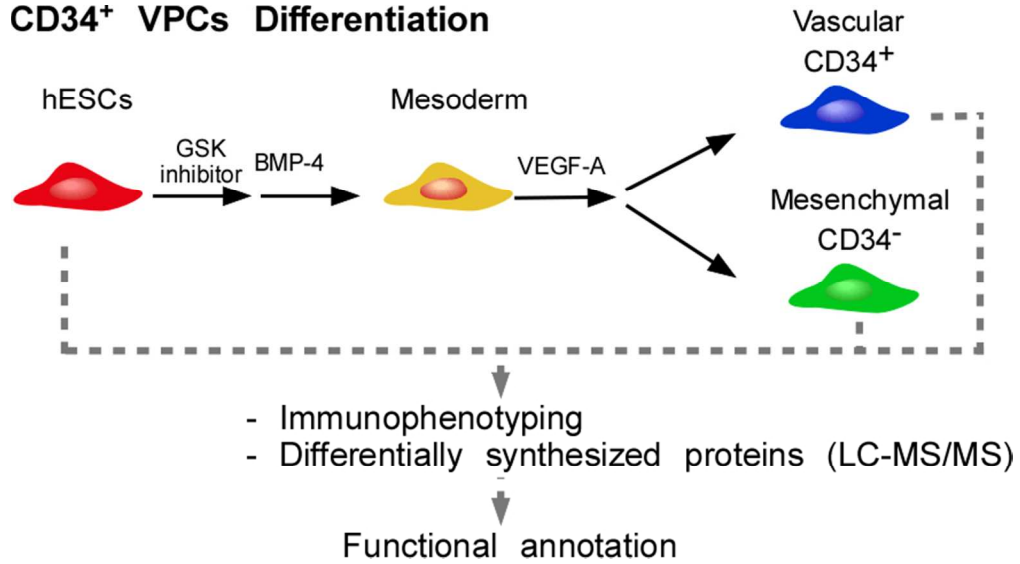 CD34⁺ VPCs Differentiation
Vascular
CD34⁺
hESCs
Mesoderm
GSK
inhibitor
BMP-4
VEGF-A
Mesenchymal
CD34⁻
- Immunophenotyping
- Differentially synthesized proteins (LC-MS/MS)
Functional annotation